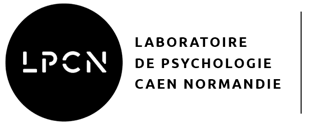 LPCN
LABORATOIRE
DE PSYCHOLOGIE
CAEN NORMANDIE